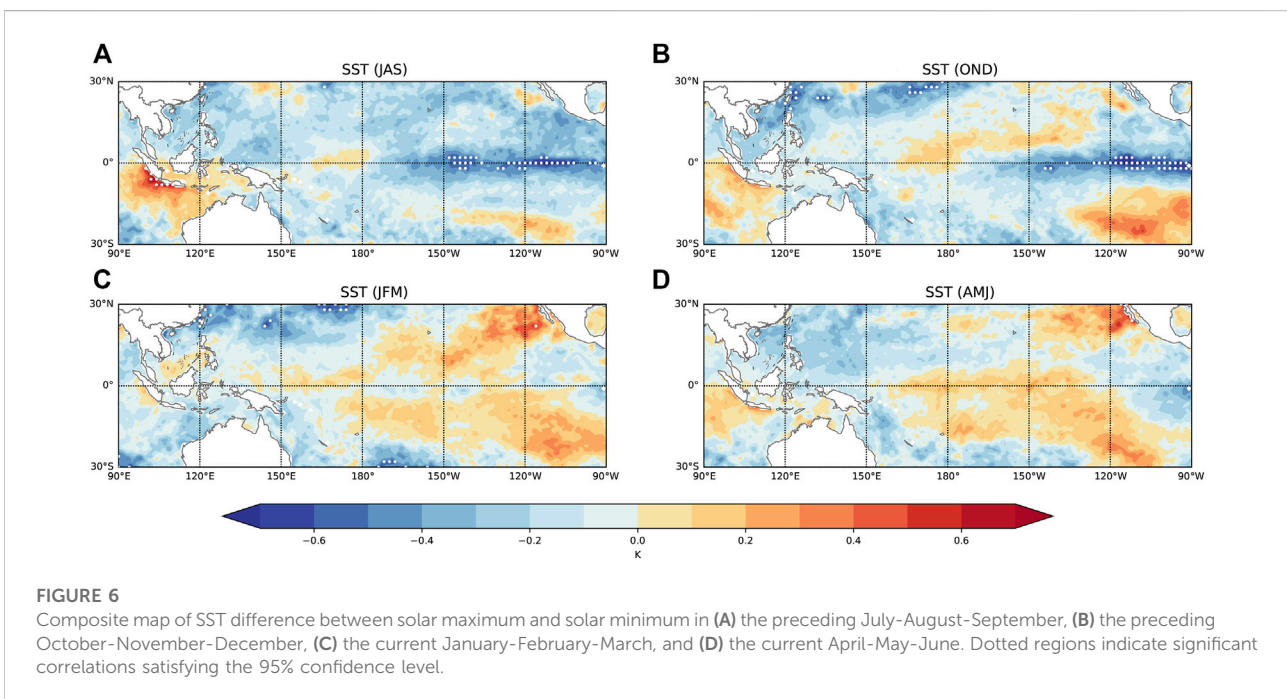 A
SST (JAS)
30°N
0°
30°S
90°E
120°E
150°E
180°
150°W
120°W
90°W
B
SST (OND)
30°N
0°
30°S
90°E
120°E
150°E
180°
150°W
120°W
90°W
C
SST (JFM)
30°N
0°
30°S
90°E
120°E
150°E
180°
150°W
120°W
90°W
D
SST (AMJ)
30°N
0°
30°S
90°E
120°E
150°E
180°
150°W
120°W
90°W
−0.6 −0.4 −0.2 0.0 0.2 0.4 0.6
K
FIGURE 6
Composite map of SST difference between solar maximum and solar minimum in (A) the preceding July-August-September, (B) the preceding
October-November-December, (C) the current January-February-March, and (D) the current April-May-June. Dotted regions indicate significant
correlations satisfying the 95% confidence level.